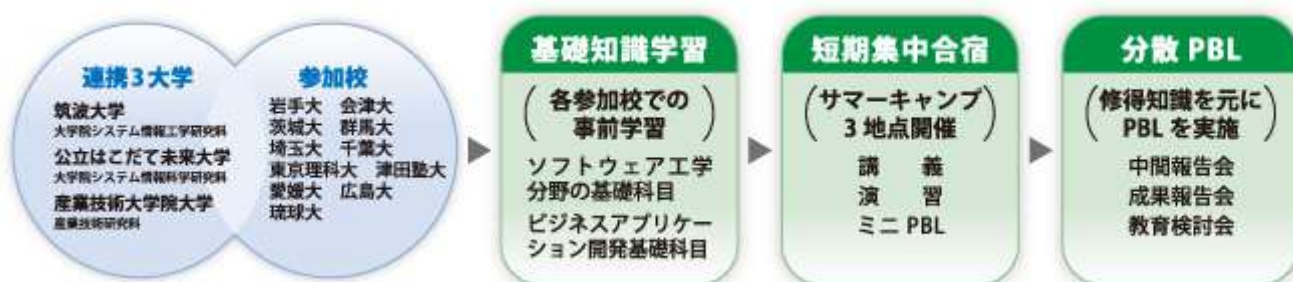 連携3大学
筑波大学
大学院システム情報工学研究科
公立はこだて未来大学
大学院システム情報科学研究科
産業技術大学院大学
産業技術研究科
参加校
岩手大 会津大
茨城大 群馬大
埼玉大 千葉大
東京理科大 津田塾大
愛媛大 広島大
琉球大
基礎知識学習
(各参加校での
事前学習)
ソフトウェア工学
分野の基礎科目
ビジネスアプリケー
ション開発基礎科目
短期集中合宿
(サマーキャンプ
3地点開催)
講 義
演 習
ミニPBL
分散 PBL
(修得知識を元に
PBLを実施)
中間報告会
成果報告会
教育検討会